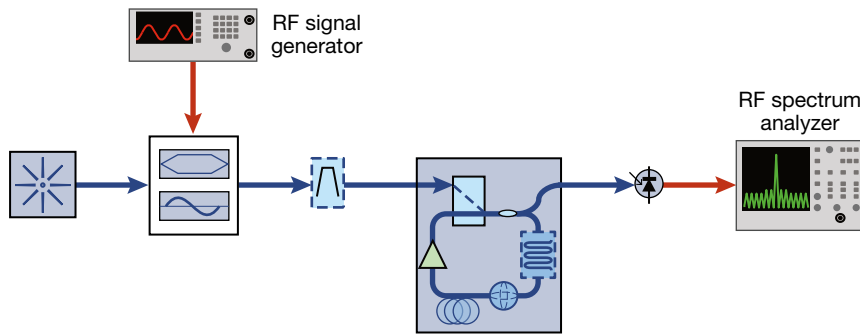 RF signal
generator
RF spectrum
analyzer